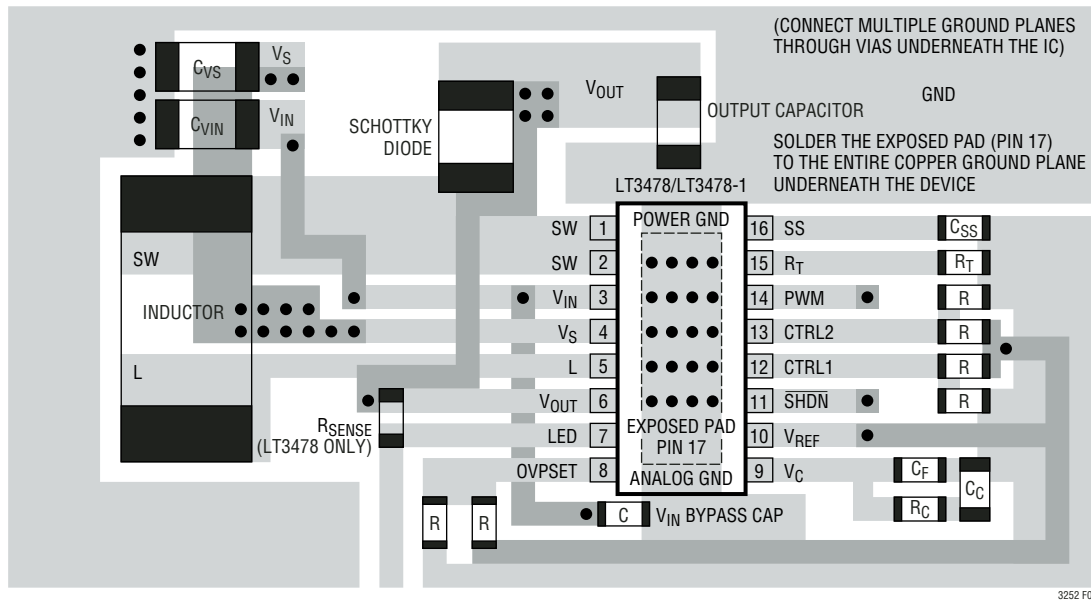 (CONNECT MULTIPLE GROUND PLANES
THROUGH VIAS UNDERNEATH THE IC)
GND
SOLDER THE EXPOSED PAD (PIN 17)
TO THE ENTIRE COPPER GROUND PLANE
UNDERNEATH THE DEVICE
CVS
VS
CVIN
VIN
SCHOTTKY
DIODE
VOUT
OUTPUT CAPACITOR
LT3478/LT3478-1
POWER GND
SW
INDUCTOR
L
SW 1
SW 2
VIN 3
VS 4
L 5
VOUT 6
LED 7
OVPSET 8
16 SS
15 RT
14 PWM
13 CTRL2
12 CTRL1
11 SHDN
10 VREF
9 VC
EXPOSED PAD
PIN 17
ANALOG GND
CSS
RT
R
R
R
R
CF
CC
RC
RSENSE
(LT3478 ONLY)
R
R
C
VIN BYPASS CAP